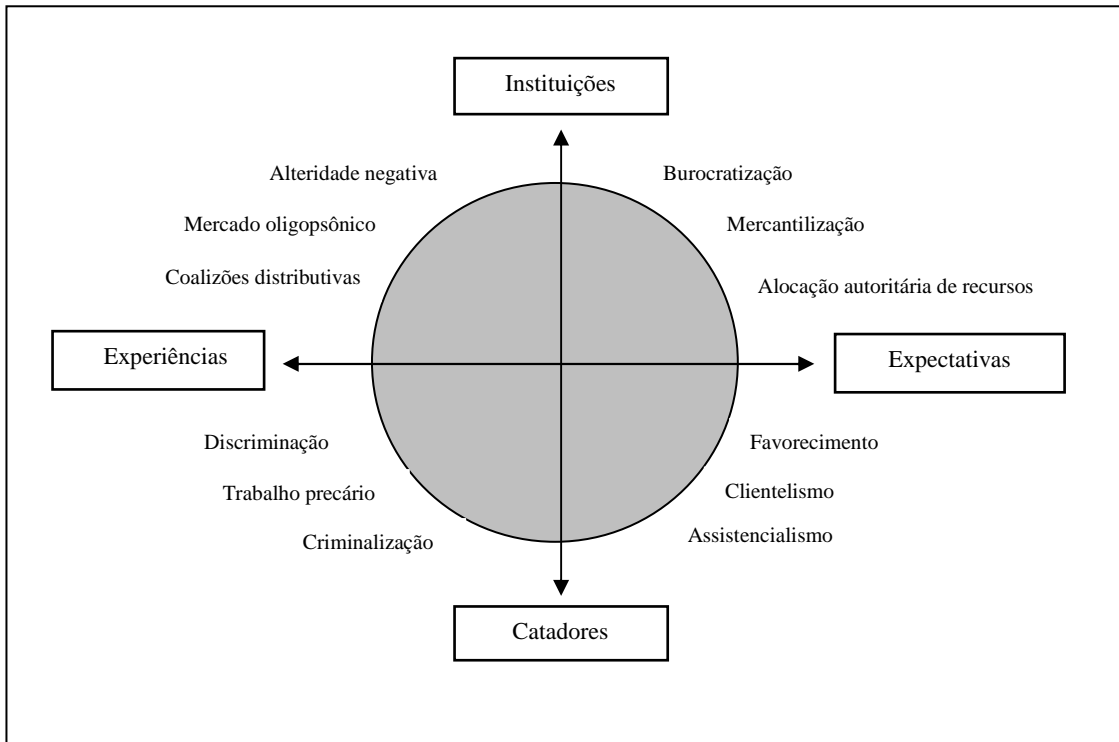 Instituições
Alteridade negativa
Burocratização
Mercado oligopsônico
Mercantilização
Coalizões distributivas
Alocação autoritária de recursos
Experiências
Expectativas
Discriminação
Favorecimento
Trabalho precário
Clientelismo
Criminalização
Assistencialismo
Catadores